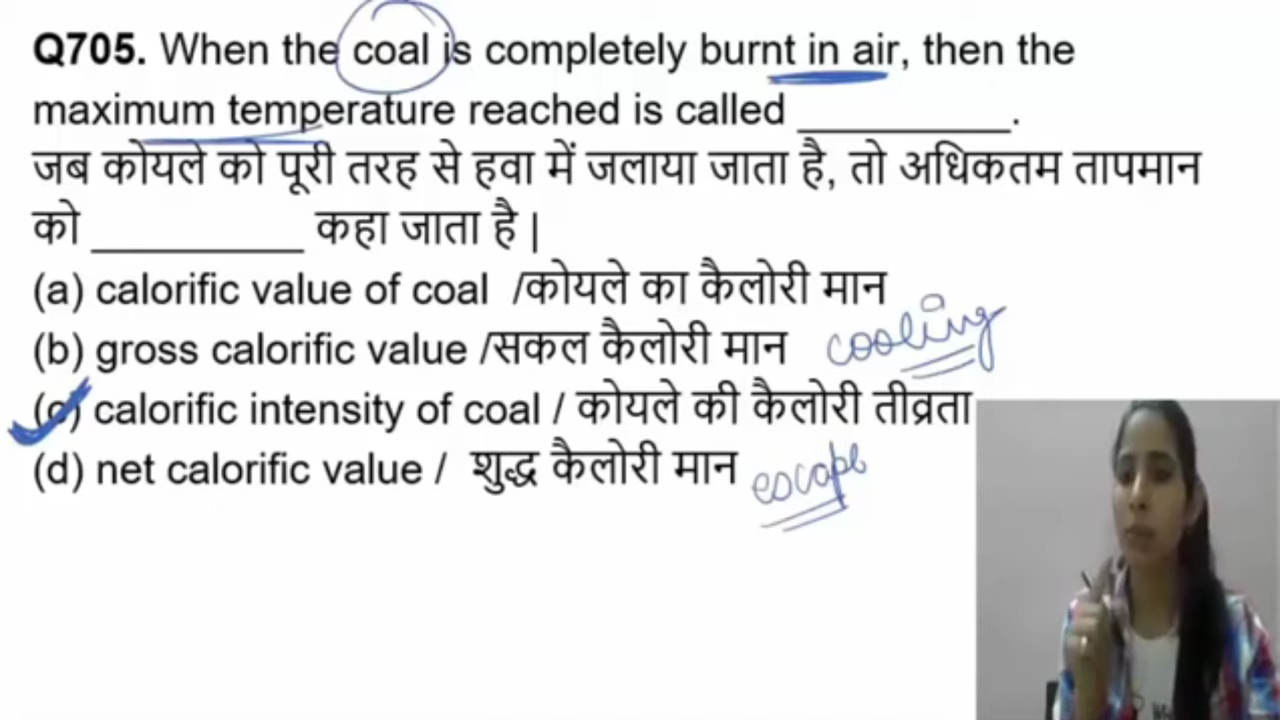 Q705. When the coal is completely burnt in air, then the
maximum temperature reached is called __________.
जब कोयले को पूरी तरह से हवा में जलाया जाता है, तो अधिकतम तापमान
को __________ कहा जाता है |
(a) calorific value of coal /कोयले का कैलोरी मान
(b) gross calorific value /सकल कैलोरी मान cooling
(c) calorific intensity of coal / कोयले की कैलोरी तीव्रता
(d) net calorific value / शुद्ध कैलोरी मान escape